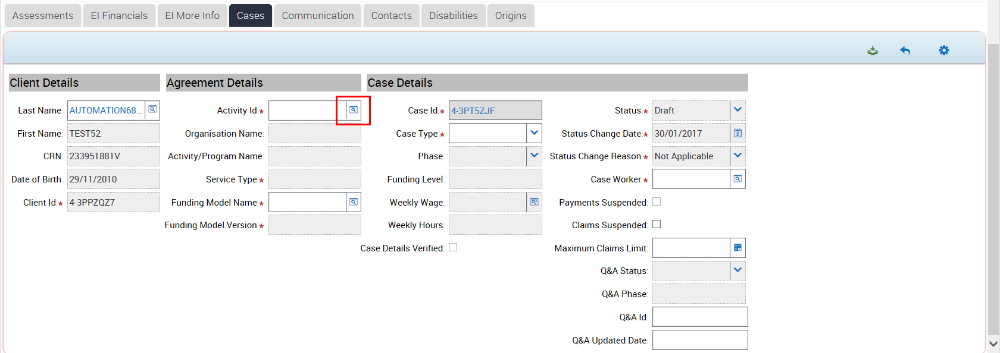 Assessments EI Financials EI More Info Cases Communication Contacts Disabilities Origins
Client Details Agreement Details Case Details
Last Name: AUTOMATION68... Activity Id:★ Case Id:★ 4-3PT5ZJF Status:★ Draft
First Name: TEST52 Organisation Name: Case Type:★ Status Change Date:★ 30/01/2017
CRN: 233951881V Activity/Program Name: Phase: Status Change Reason:★ Not Applicable
Date of Birth: 29/11/2010 Service Type:★ Funding Level: Case Worker:★
Client Id:★ 4-3PPZQZ7 Funding Model Name:★ Weekly Wage: Payments Suspended:
Funding Model Version:★ Weekly Hours: Claims Suspended:
Case Details Verified: Maximum Claims Limit:
Q&A Status:
Q&A Phase:
Q&A Id:
Q&A Updated Date: